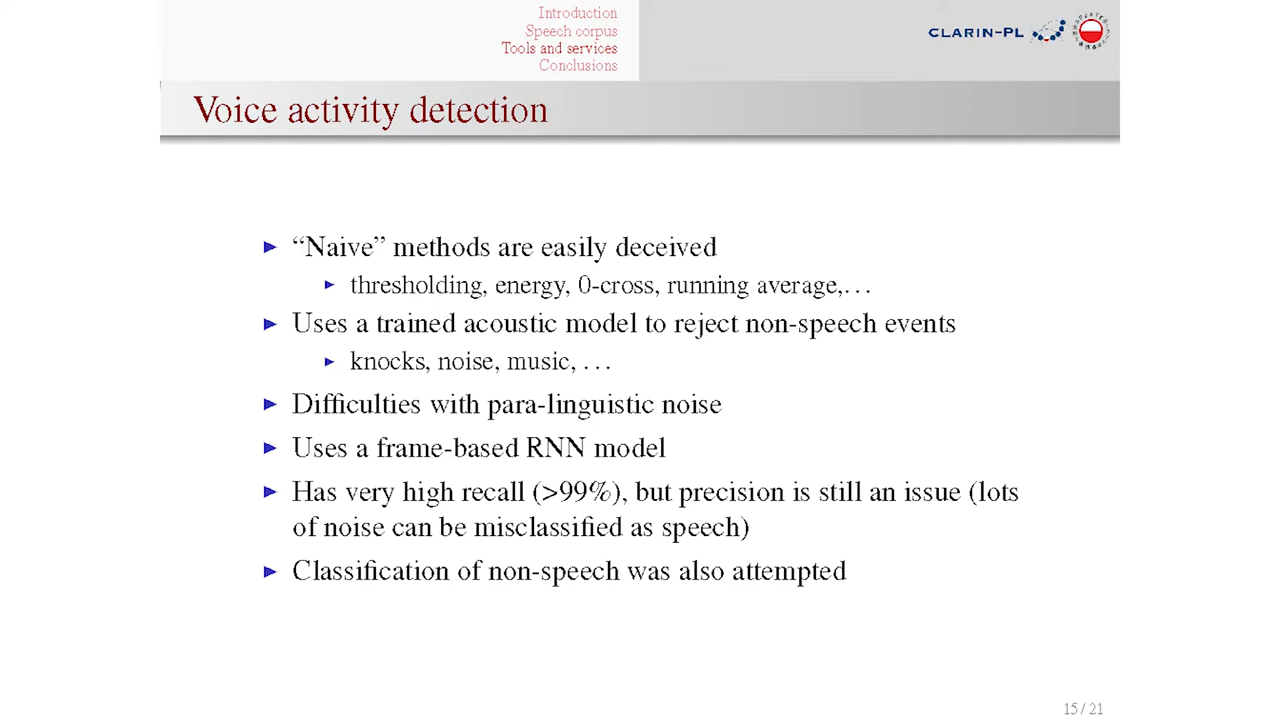 Introduction
Speech corpus
Tools and services
Conclusions
CLARIN-PL
Voice activity detection
“Naive” methods are easily deceived
thresholding, energy, 0-cross, running average,...
Uses a trained acoustic model to reject non-speech events
knocks, noise, music, ...
Difficulties with para-linguistic noise
Uses a frame-based RNN model
Has very high recall (>99%), but precision is still an issue (lots
of noise can be misclassified as speech)
Classification of non-speech was also attempted
15 / 21